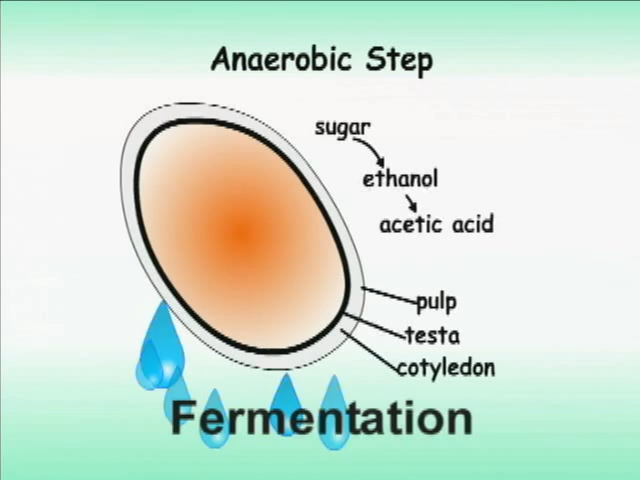 Anaerobic Step
sugar
ethanol
acetic acid
pulp
testa
cotyledon
Fermentation